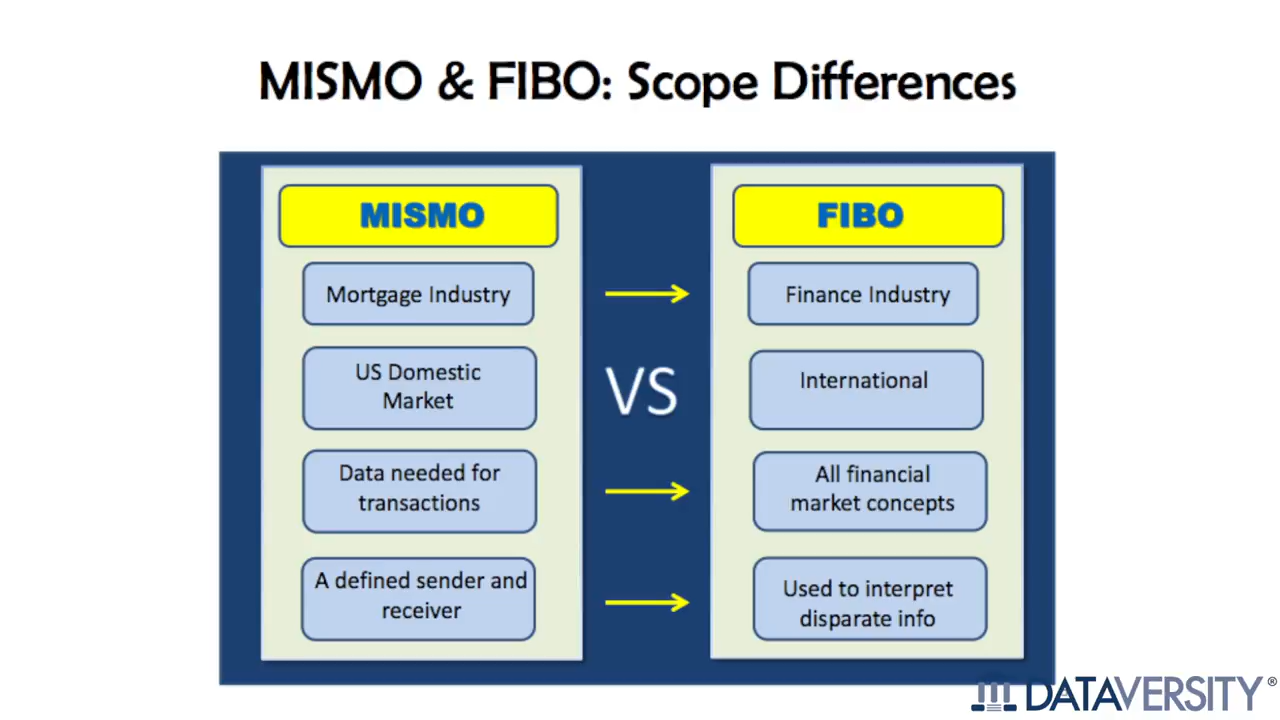 MISMO & FIBO: Scope Differences
MISMO
Mortgage Industry
US Domestic
Market
Data needed for
transactions
A defined sender and
receiver
VS
FIBO
Finance Industry
International
All financial
market concepts
Used to interpret
disparate info
DATAVERSITY®